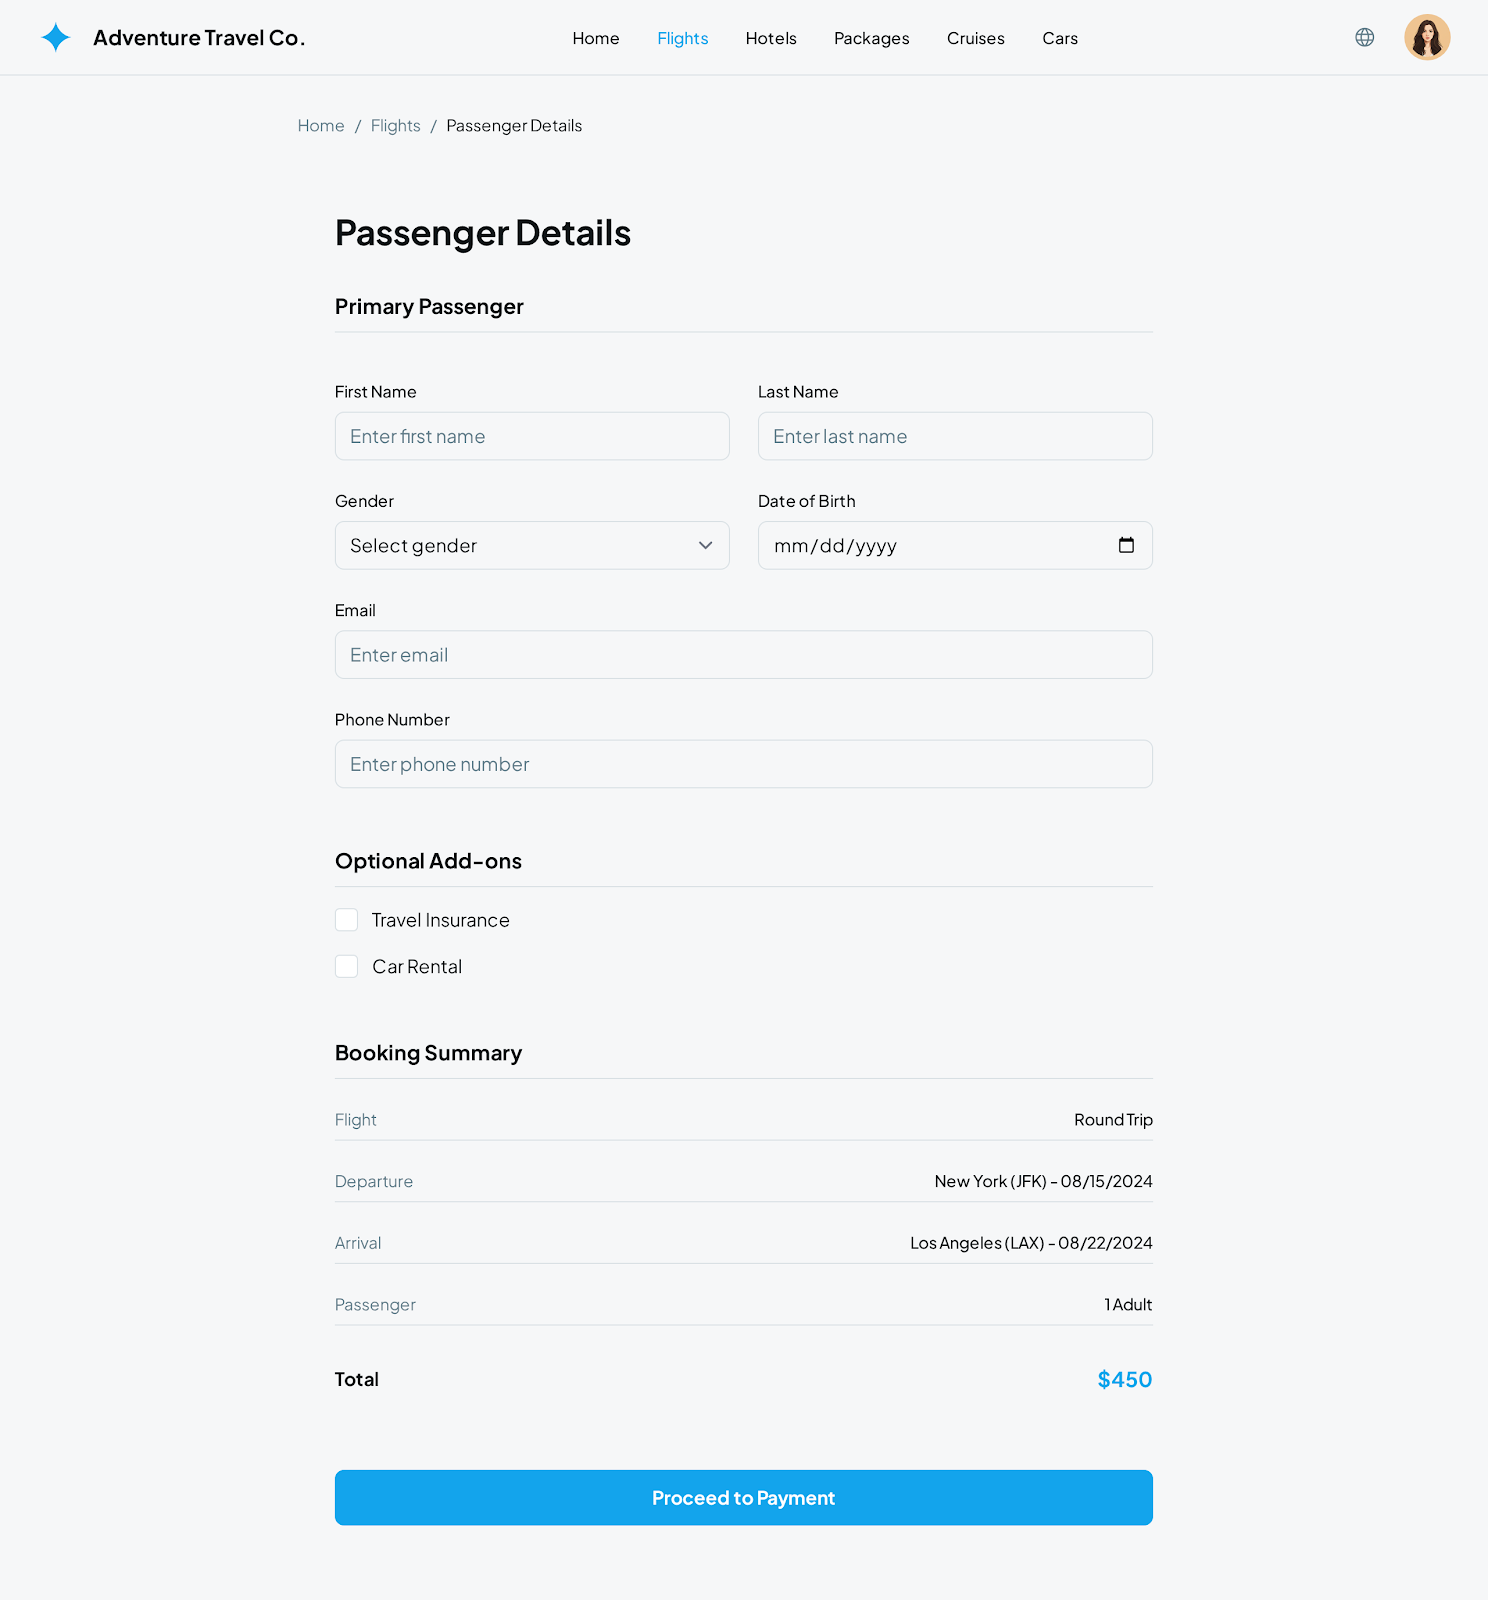 Adventure Travel Co. Home Flights Hotels Packages Cruises Cars
Home / Flights / Passenger Details
Passenger Details
Primary Passenger
First Name Last Name
Enter first name Enter last name
Gender Date of Birth
Select gender mm/dd/yyyy
Email
Enter email
Phone Number
Enter phone number
Optional Add-ons
Travel Insurance
Car Rental
Booking Summary
Flight Round Trip
Departure New York (JFK) - 08/15/2024
Arrival Los Angeles (LAX) - 08/22/2024
Passenger 1 Adult
Total $450
Proceed to Payment